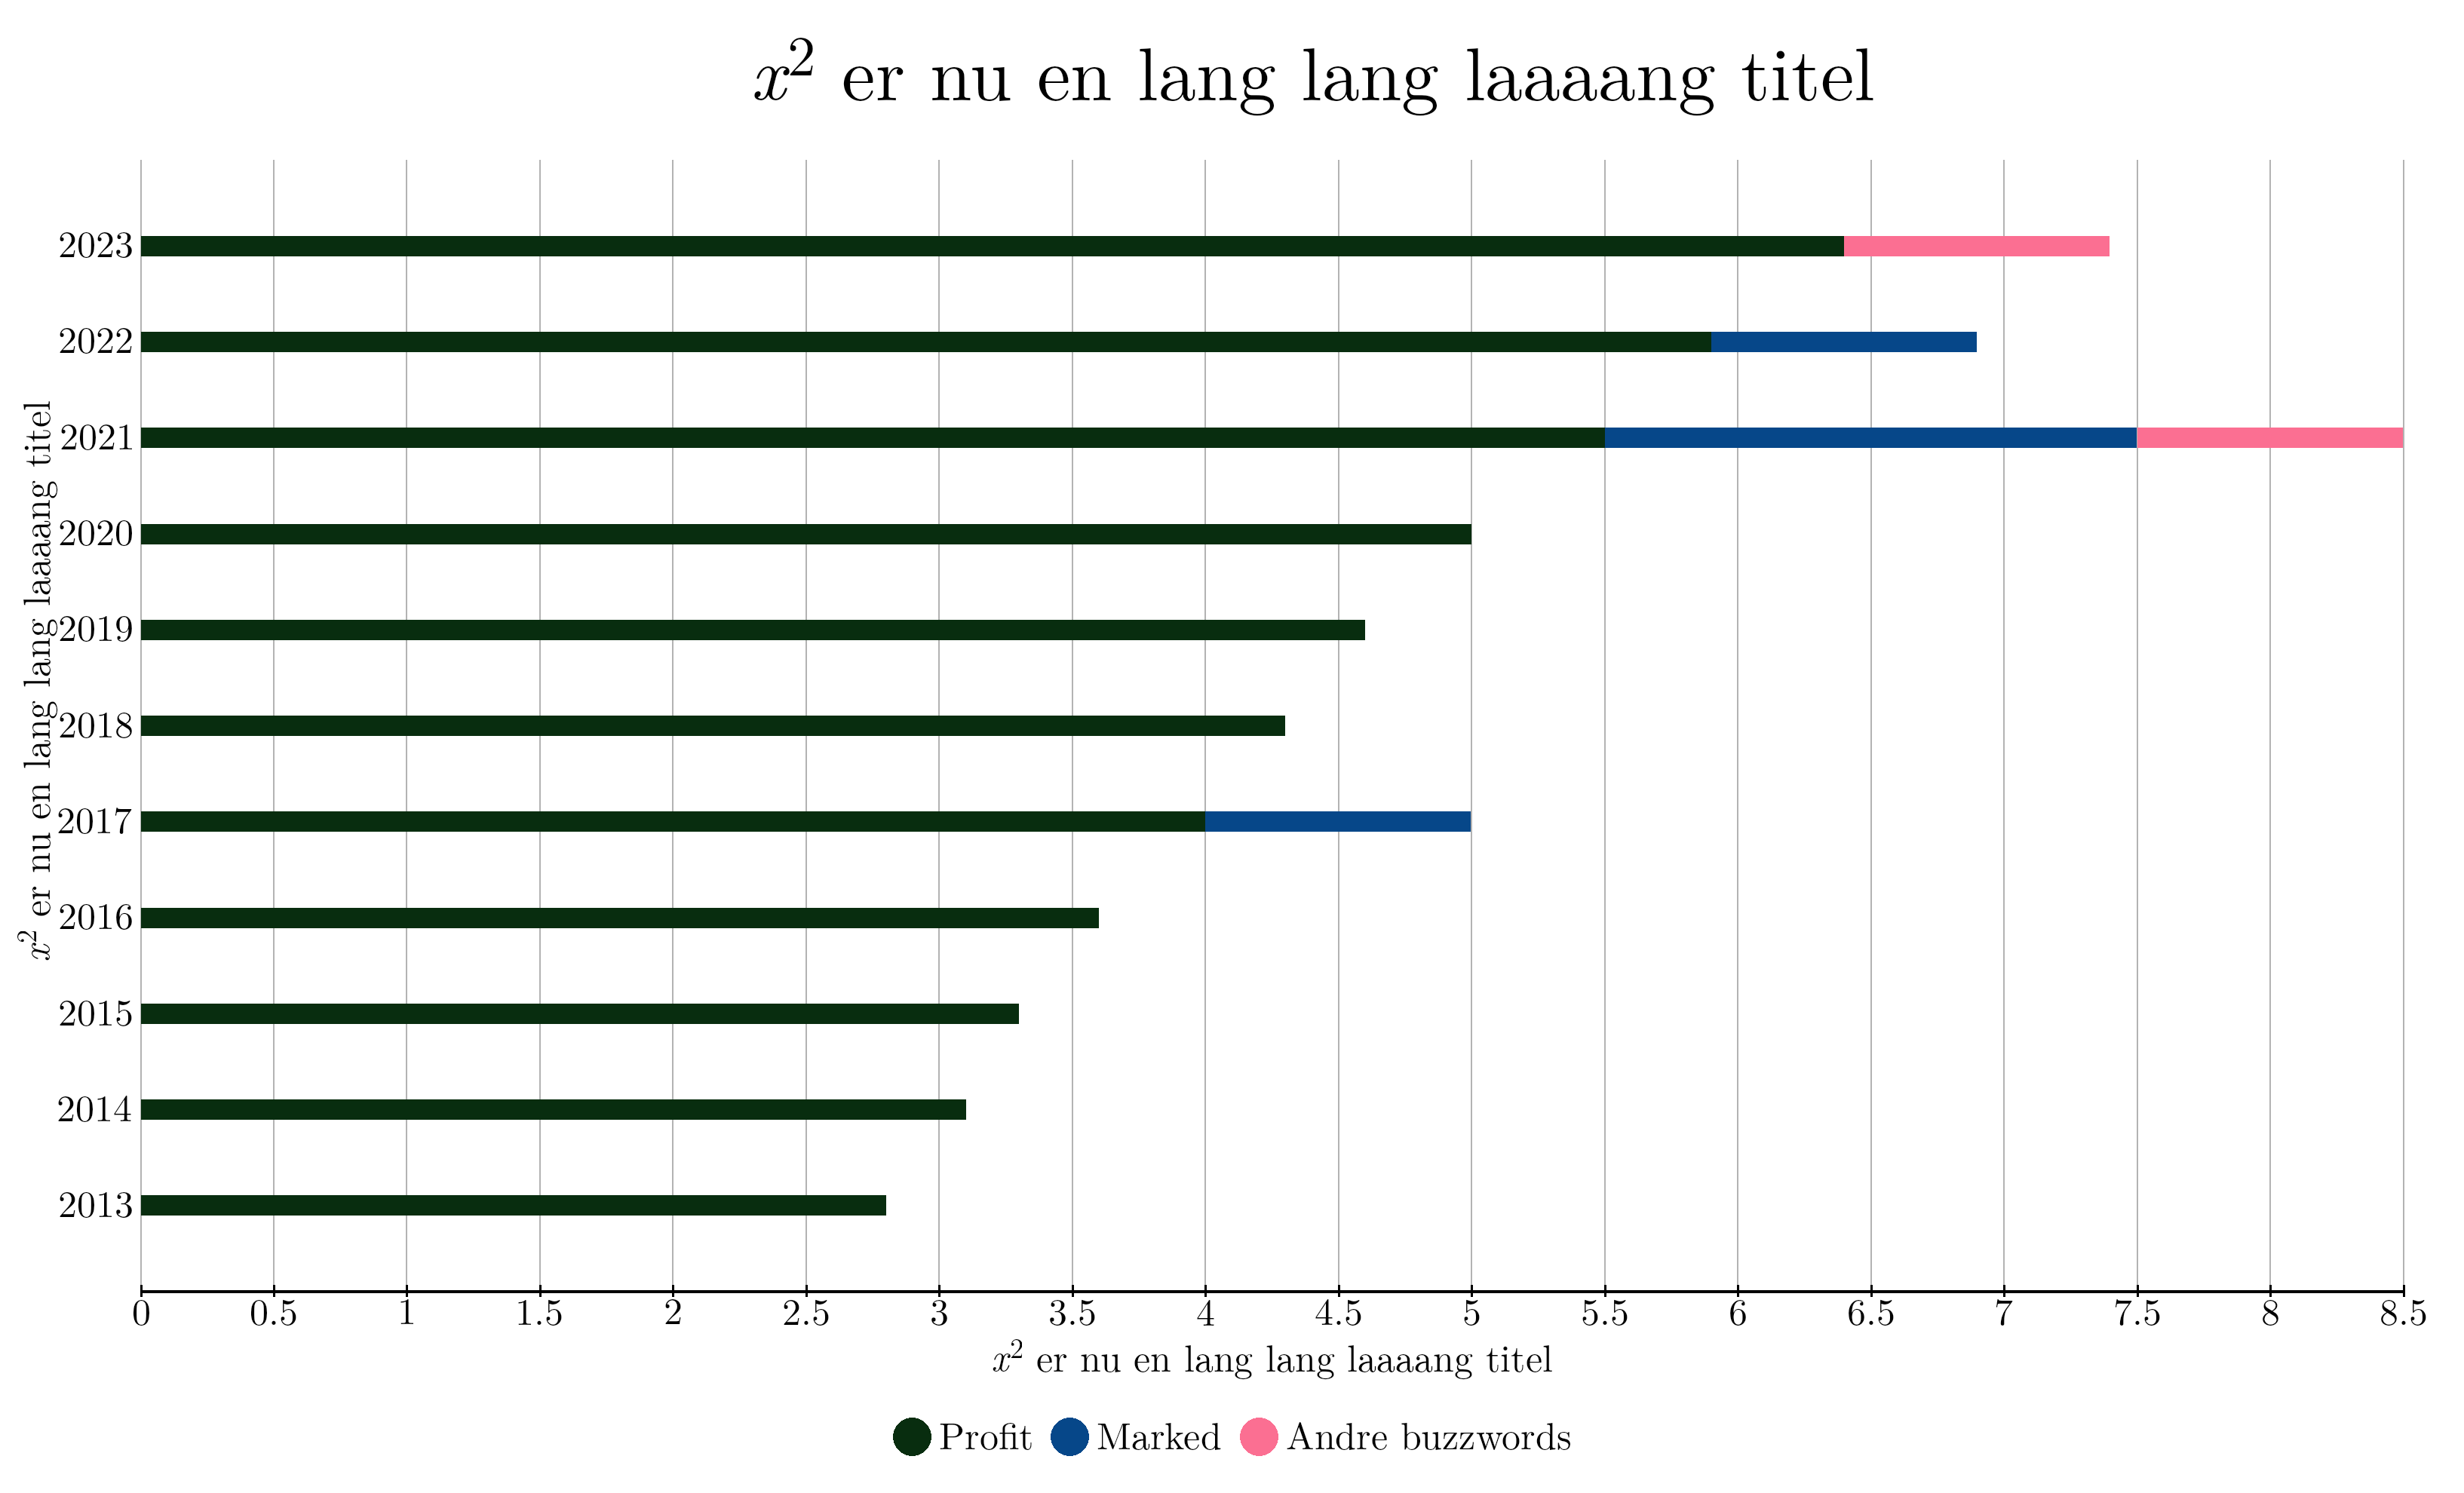 x² er nu en lang lang laaaang titel
x² er nu en lang lang laaaang titel
2023
2022
2021
2020
2019
2018
2017
2016
2015
2014
2013
0 0.5 1 1.5 2 2.5 3 3.5 4 4.5 5 5.5 6 6.5 7 7.5 8 8.5
x² er nu en lang lang laaaang titel
Profit Marked Andre buzzwords